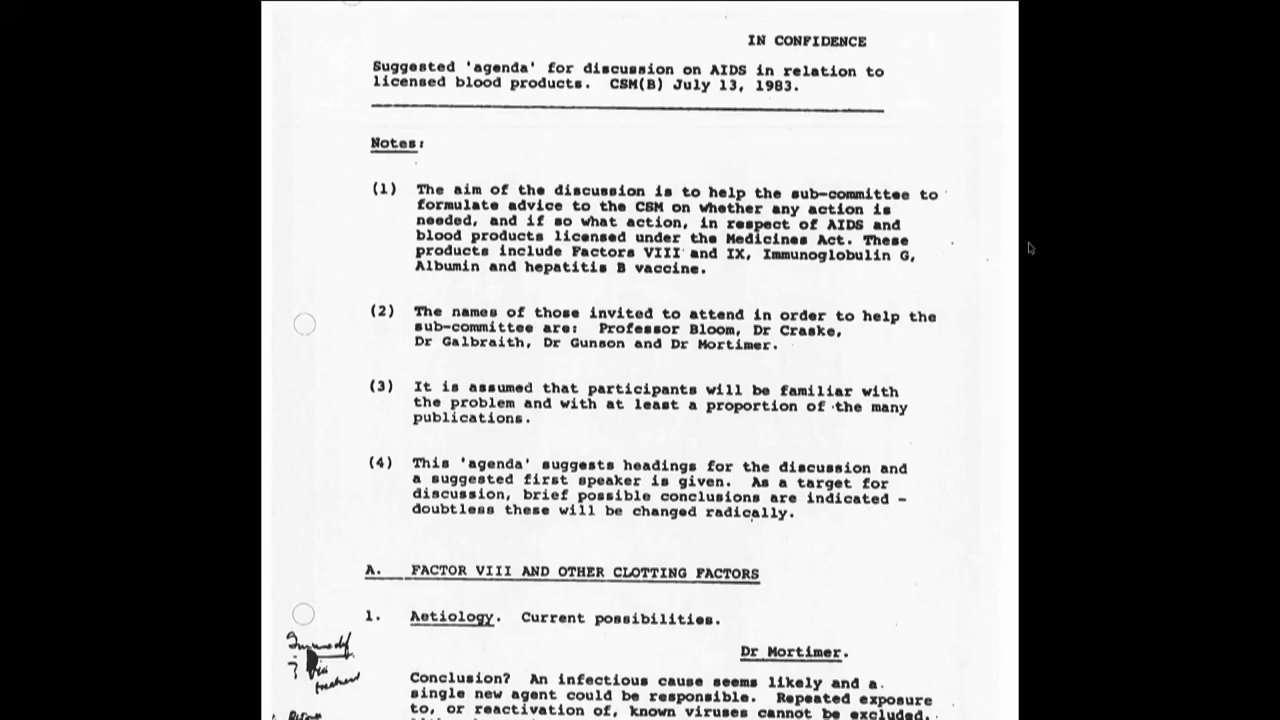 IN CONFIDENCE
Suggested 'agenda' for discussion on AIDS in relation to
licensed blood products. CSM(B) July 13, 1983.
Notes:
(1) The aim of the discussion is to help the sub-committee to
formulate advice to the CSM on whether any action is
needed, and if so what action, in respect of AIDS and
blood products licensed under the Medicines Act. These
products include Factors VIII and IX, Immunoglobulin G,
Albumin and hepatitis B vaccine.
(2) The names of those invited to attend in order to help the
sub-committee are: Professor Bloom, Dr Craske,
Dr Galbraith, Dr Gunson and Dr Mortimer.
(3) It is assumed that participants will be familiar with
the problem and with at least a proportion of the many
publications.
(4) This 'agenda' suggests headings for the discussion and
a suggested first speaker is given. As a target for
discussion, brief possible conclusions are indicated -
doubtless these will be changed radically.
A. FACTOR VIII AND OTHER CLOTTING FACTORS
1. Aetiology. Current possibilities.
Dr Mortimer.
Conclusion? An infectious cause seems likely and a
single new agent could be responsible. Repeated exposure
to, or reactivation of, known viruses cannot be excluded.